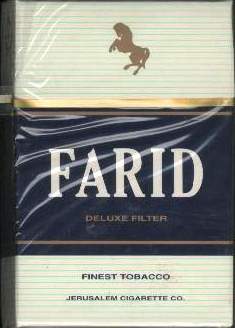 FARID
DELUXE FILTER
FINEST TOBACCO
JERUSALEM CIGARETTE CO.